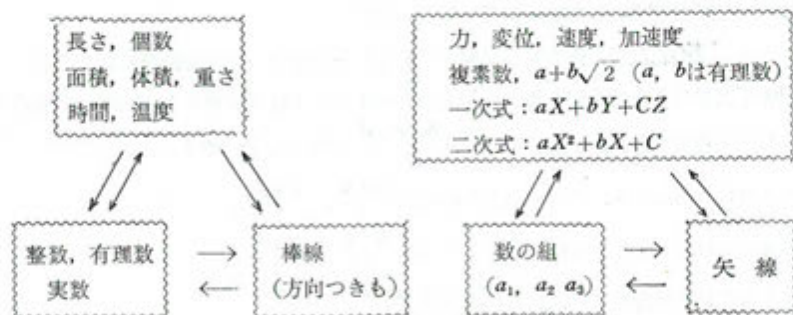 長さ，個数
面積，体積，重さ
時間，温度
整数，有理数
実数
棒線
(方向つきも)
力，変位，速度，加速度
複素数，a+b√2 (a, bは有理数)
一次式：aX+bY+CZ
二次式：aX²+bX+C
数の組
(a₁, a₂ a₃)
矢 線